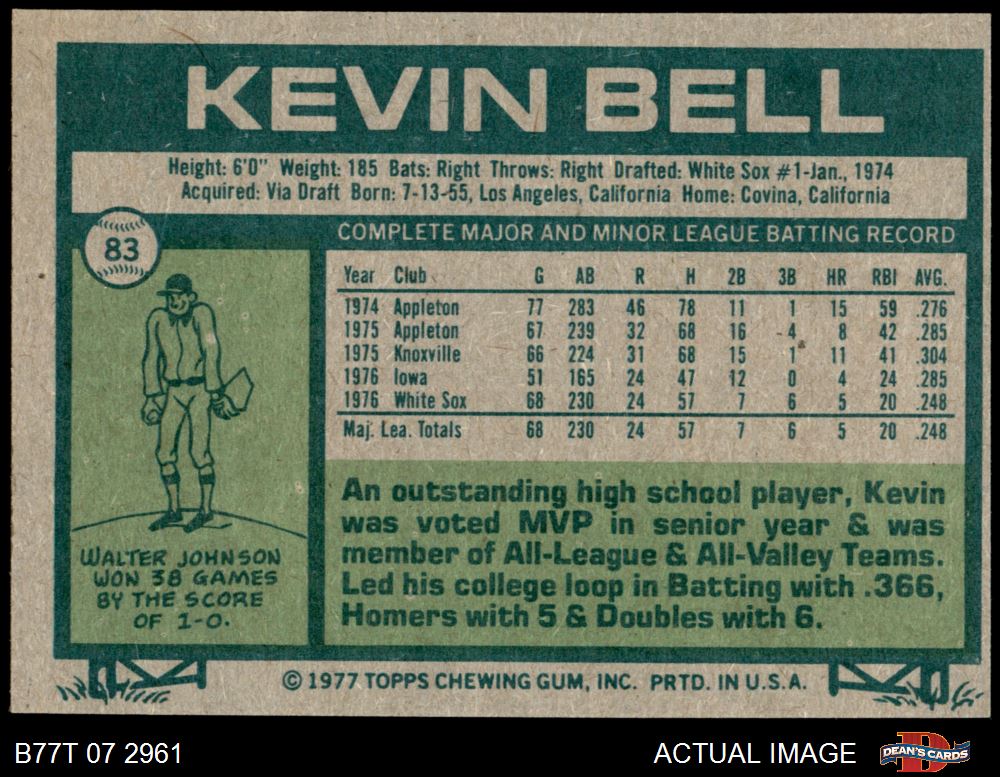 KEVIN BELL
Height: 6'0" Weight: 185 Bats: Right Throws: Right Drafted: White Sox #1-Jan., 1974
Acquired: Via Draft Born: 7-13-55, Los Angeles, California Home: Covina, California
83
COMPLETE MAJOR AND MINOR LEAGUE BATTING RECORD
Year Club G AB R H 2B 3B HR RBI AVG.
1974 Appleton 77 283 46 78 11 1 15 59 .276
1975 Appleton 67 239 32 68 16 4 8 42 .285
1975 Knoxville 66 224 31 68 15 1 11 41 .304
1976 Iowa 51 165 24 47 12 0 4 24 .285
1976 White Sox 68 230 24 57 7 6 5 20 .248
Maj. Lea. Totals 68 230 24 57 7 6 5 20 .248
WALTER JOHNSON
WON 38 GAMES
BY THE SCORE
OF 1-0.
An outstanding high school player, Kevin
was voted MVP in senior year & was
member of All-League & All-Valley Teams.
Led his college loop in Batting with .366,
Homers with 5 & Doubles with 6.
© 1977 TOPPS CHEWING GUM, INC. PRTD. IN U.S.A.
B77T 07 2961
ACTUAL IMAGE
DEAN'S CARDS